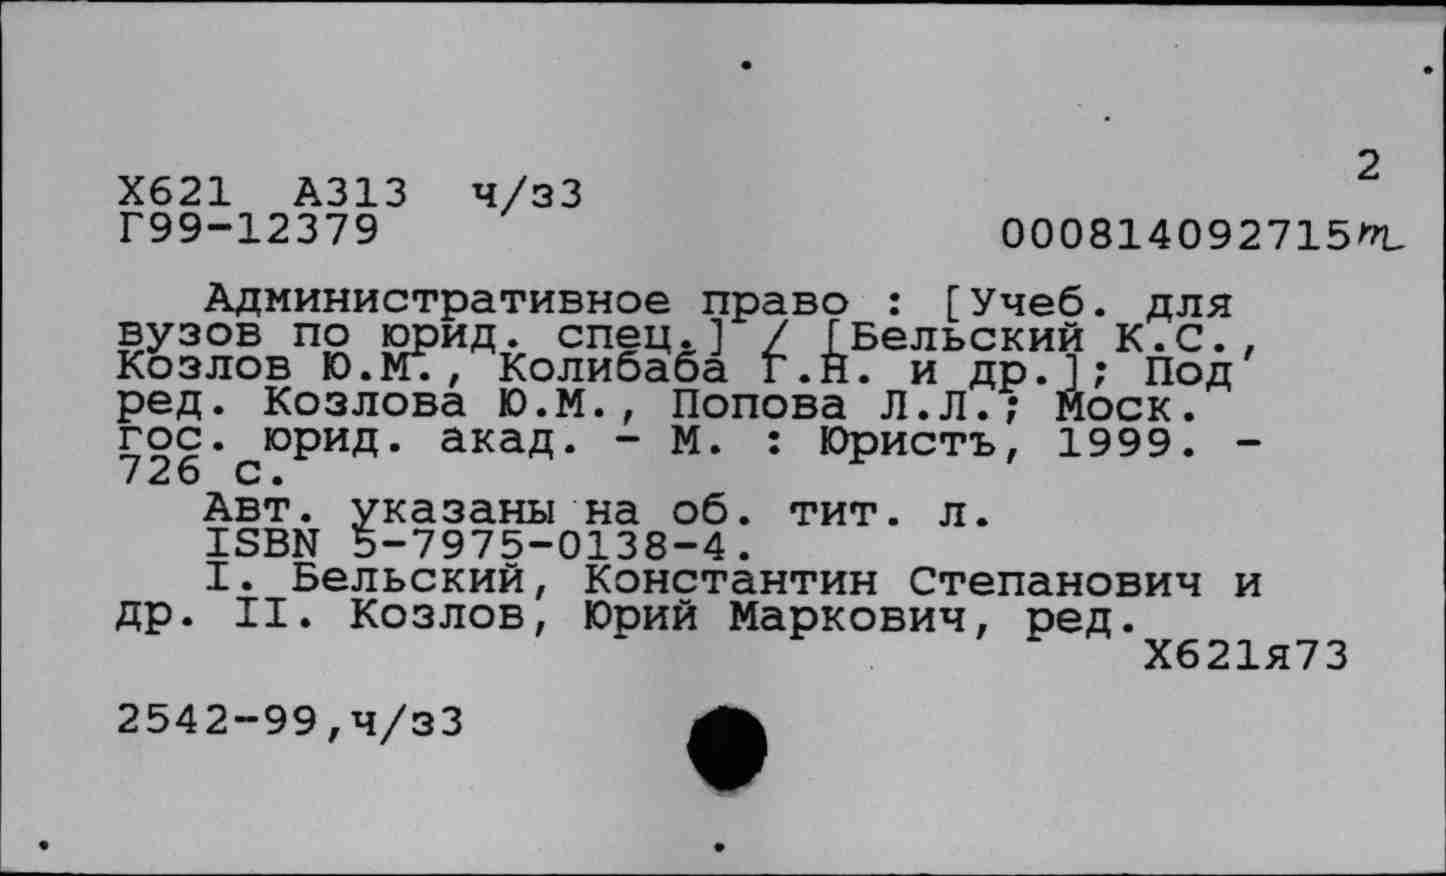 2
Х621 А313 ч/з3
Г99-12379 000814092715
Административное право : [Учеб. для
вузов по юрид. спец.] / [Бельский К.С.,
Козлов Ю.М., Колибаба Г.Н. и др.]; Под
ред. Козлова Ю.М., Попова Л.Л.; Моск.
гос. юрид. акад. - М. : Юристъ, 1999. -
726 с.
Авт. указаны на об. тит. л.
ISBN 5-7975-0138-4.
I. Бельский, Константин Степанович и
др. II. Козлов, Юрий Маркович, ред.
Х621я73
2542-99,ч/з3